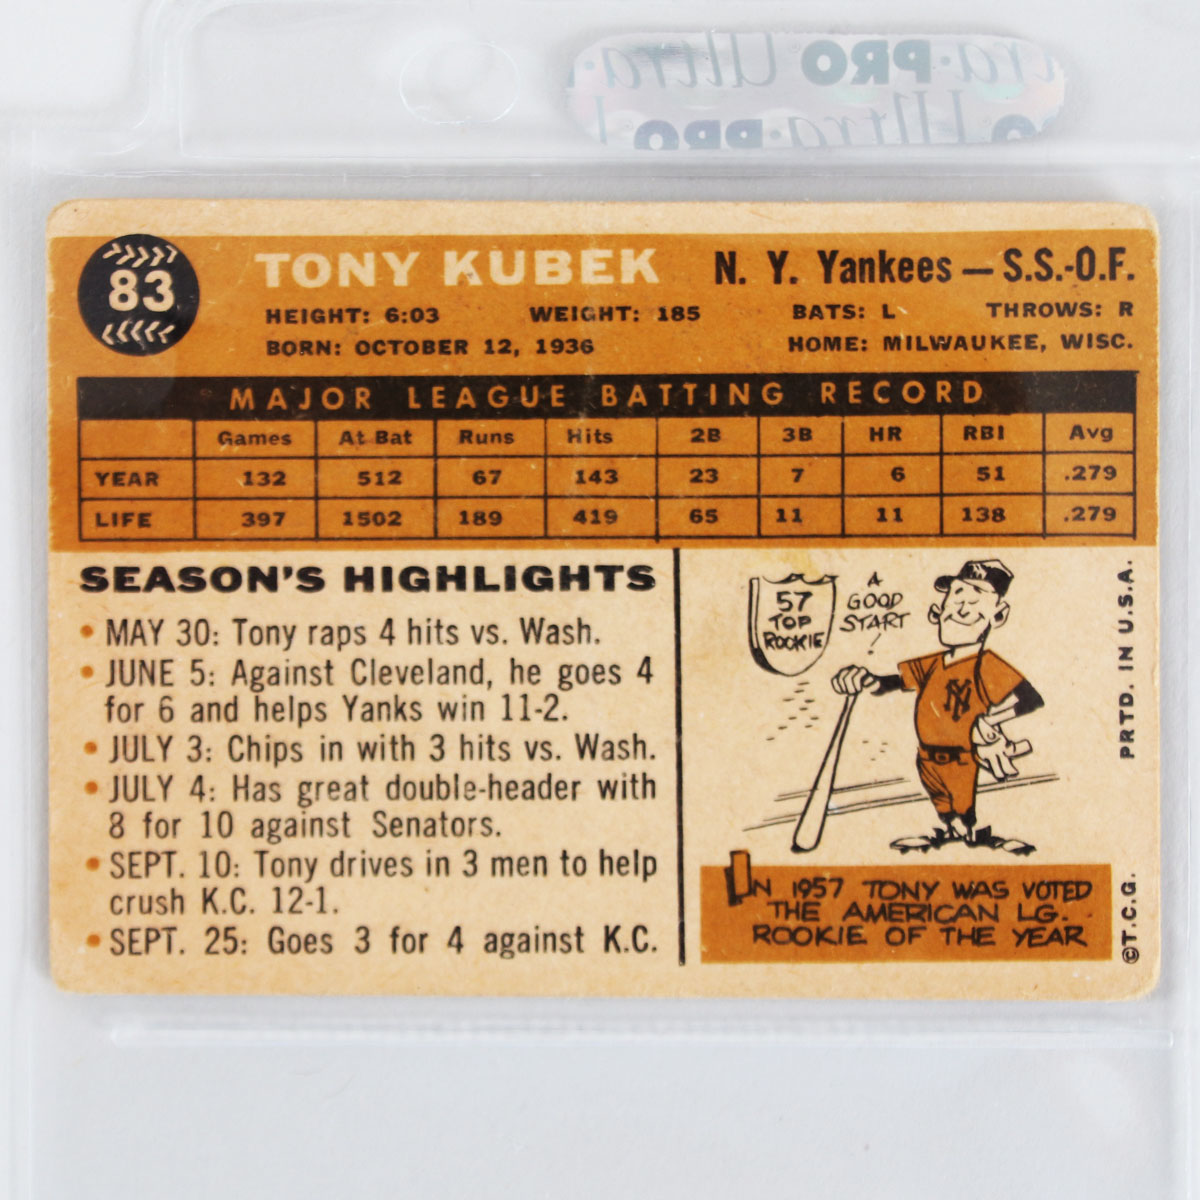 Ultra·PRO Ultra·PRO
83
TONY KUBEK
N. Y. Yankees — S.S.-O.F.
HEIGHT: 6:03 WEIGHT: 185 BATS: L THROWS: R
BORN: OCTOBER 12, 1936 HOME: MILWAUKEE, WISC.
MAJOR LEAGUE BATTING RECORD
Games At Bat Runs Hits 2B 3B HR RBI Avg
YEAR 132 512 67 143 23 7 6 51 .279
LIFE 397 1502 189 419 65 11 11 138 .279
SEASON'S HIGHLIGHTS
• MAY 30: Tony raps 4 hits vs. Wash.
• JUNE 5: Against Cleveland, he goes 4
for 6 and helps Yanks win 11-2.
• JULY 3: Chips in with 3 hits vs. Wash.
• JULY 4: Has great double-header with
8 for 10 against Senators.
• SEPT. 10: Tony drives in 3 men to help
crush K.C. 12-1.
• SEPT. 25: Goes 3 for 4 against K.C.
57
TOP
ROOKIE
A
GOOD
START
!
NY
IN 1957 TONY WAS VOTED
THE AMERICAN LG.
ROOKIE OF THE YEAR
PRTD. IN U.S.A.
©T.C.G.